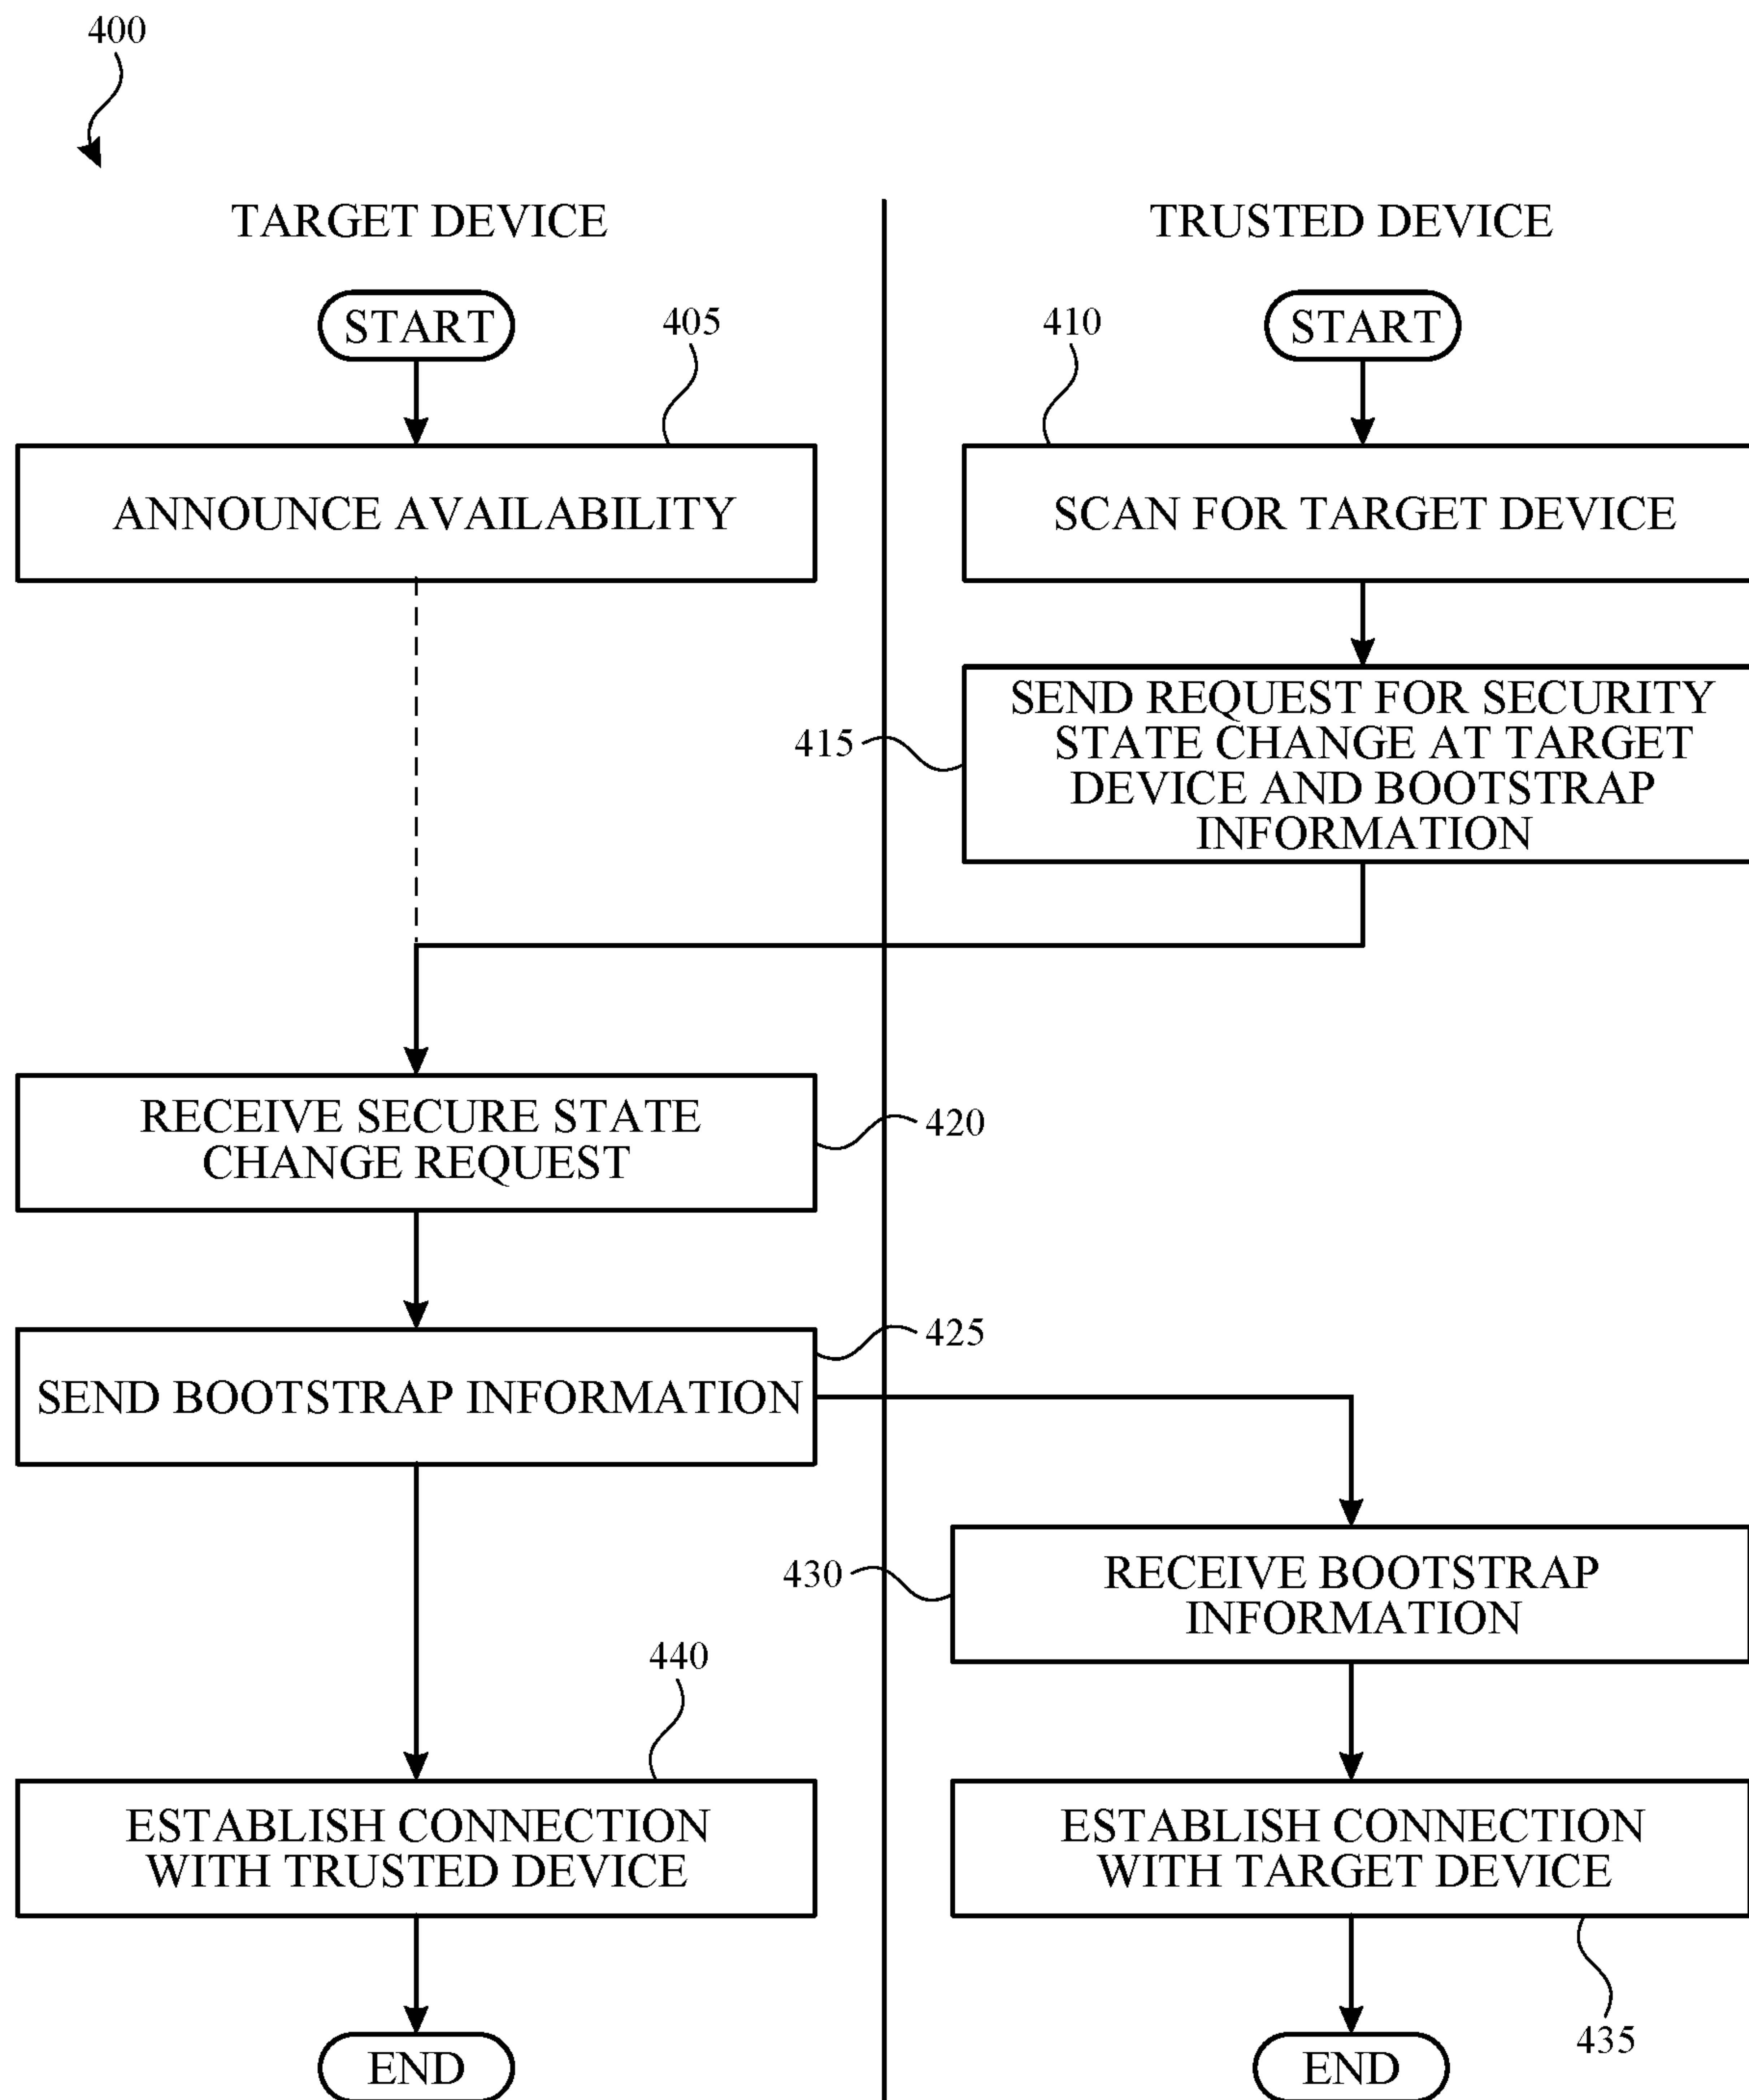 400
TARGET DEVICE
TRUSTED DEVICE
START
405
410
START
ANNOUNCE AVAILABILITY
SCAN FOR TARGET DEVICE
415
SEND REQUEST FOR SECURITY
STATE CHANGE AT TARGET
DEVICE AND BOOTSTRAP
INFORMATION
RECEIVE SECURE STATE
CHANGE REQUEST
420
SEND BOOTSTRAP INFORMATION
425
430
RECEIVE BOOTSTRAP
INFORMATION
440
ESTABLISH CONNECTION
WITH TRUSTED DEVICE
ESTABLISH CONNECTION
WITH TARGET DEVICE
435
END
END